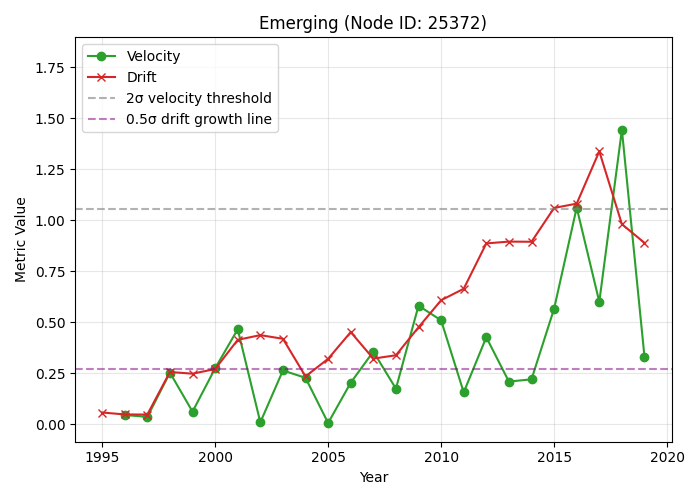 Emerging (Node ID: 25372)
Velocity
Drift
2σ velocity threshold
0.5σ drift growth line
Metric Value
1.75
1.50
1.25
1.00
0.75
0.50
0.25
0.00
1995 2000 2005 2010 2015 2020
Year